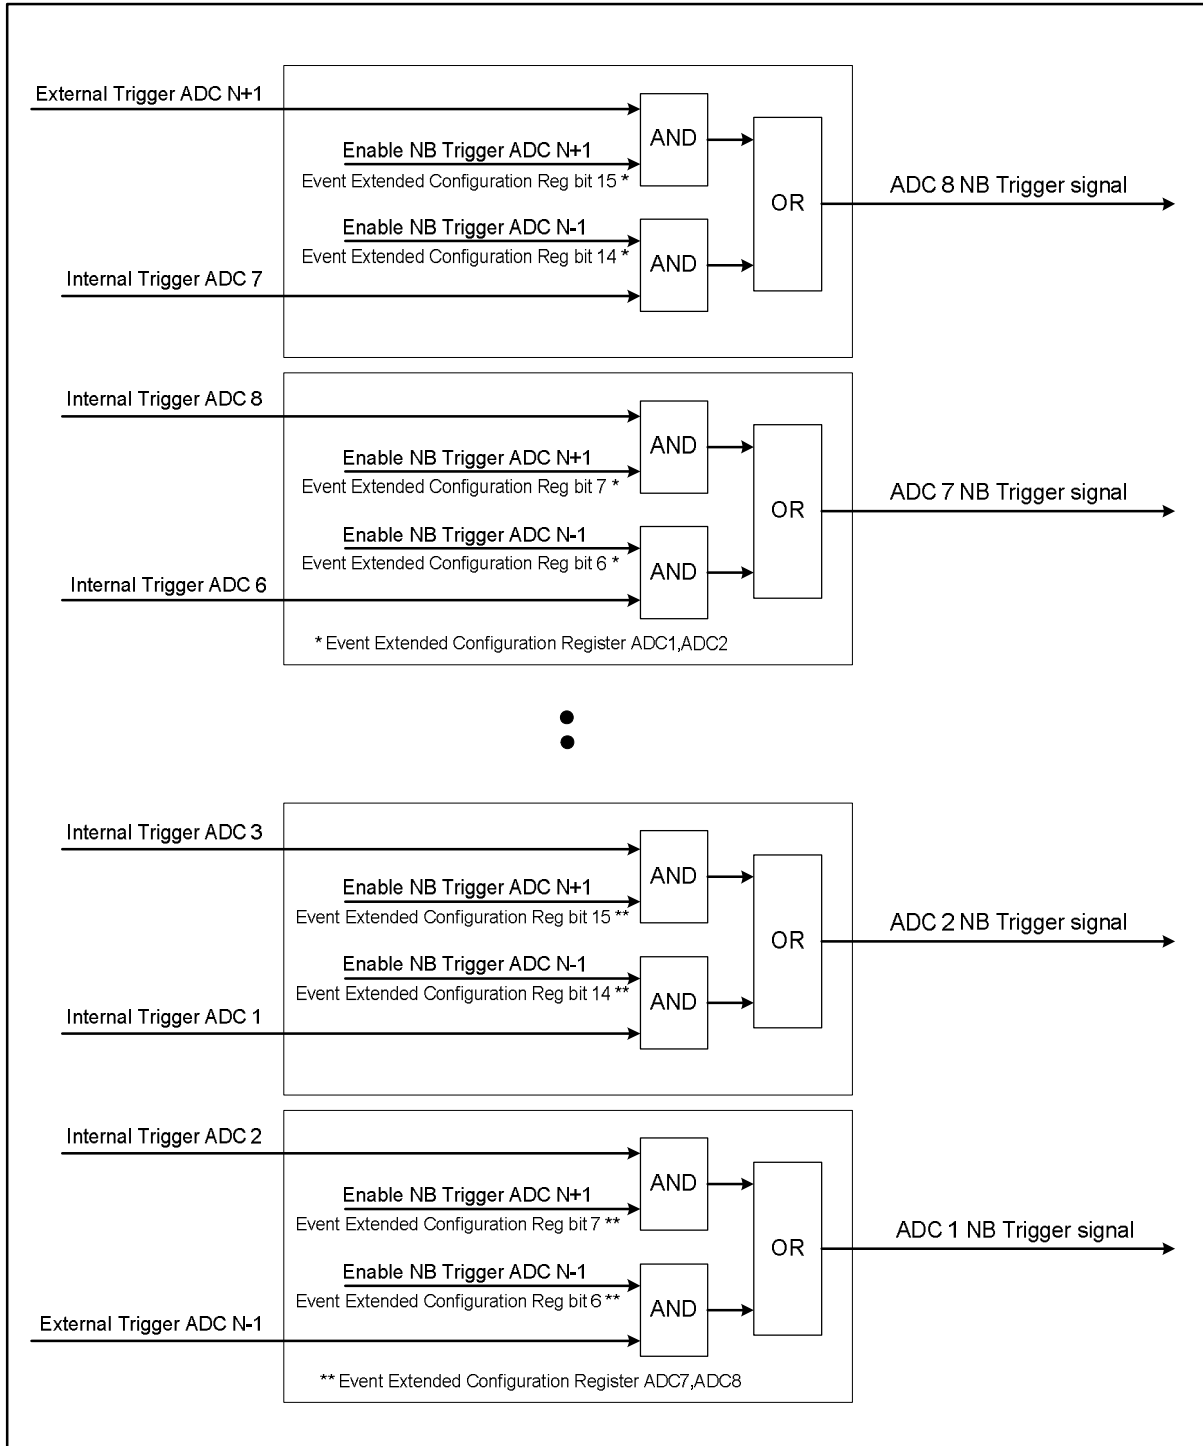 External Trigger ADC N+1
Enable NB Trigger ADC N+1
Event Extended Configuration Reg bit 15 *
Enable NB Trigger ADC N-1
Event Extended Configuration Reg bit 14 *
Internal Trigger ADC 7
AND
AND
OR
ADC 8 NB Trigger signal
Internal Trigger ADC 8
Enable NB Trigger ADC N+1
Event Extended Configuration Reg bit 7 *
Enable NB Trigger ADC N-1
Event Extended Configuration Reg bit 6 *
Internal Trigger ADC 6
AND
AND
OR
ADC 7 NB Trigger signal
* Event Extended Configuration Register ADC1,ADC2
Internal Trigger ADC 3
Enable NB Trigger ADC N+1
Event Extended Configuration Reg bit 15 **
Enable NB Trigger ADC N-1
Event Extended Configuration Reg bit 14 **
Internal Trigger ADC 1
AND
AND
OR
ADC 2 NB Trigger signal
Internal Trigger ADC 2
Enable NB Trigger ADC N+1
Event Extended Configuration Reg bit 7 **
Enable NB Trigger ADC N-1
Event Extended Configuration Reg bit 6 **
External Trigger ADC N-1
AND
AND
OR
ADC 1 NB Trigger signal
** Event Extended Configuration Register ADC7,ADC8